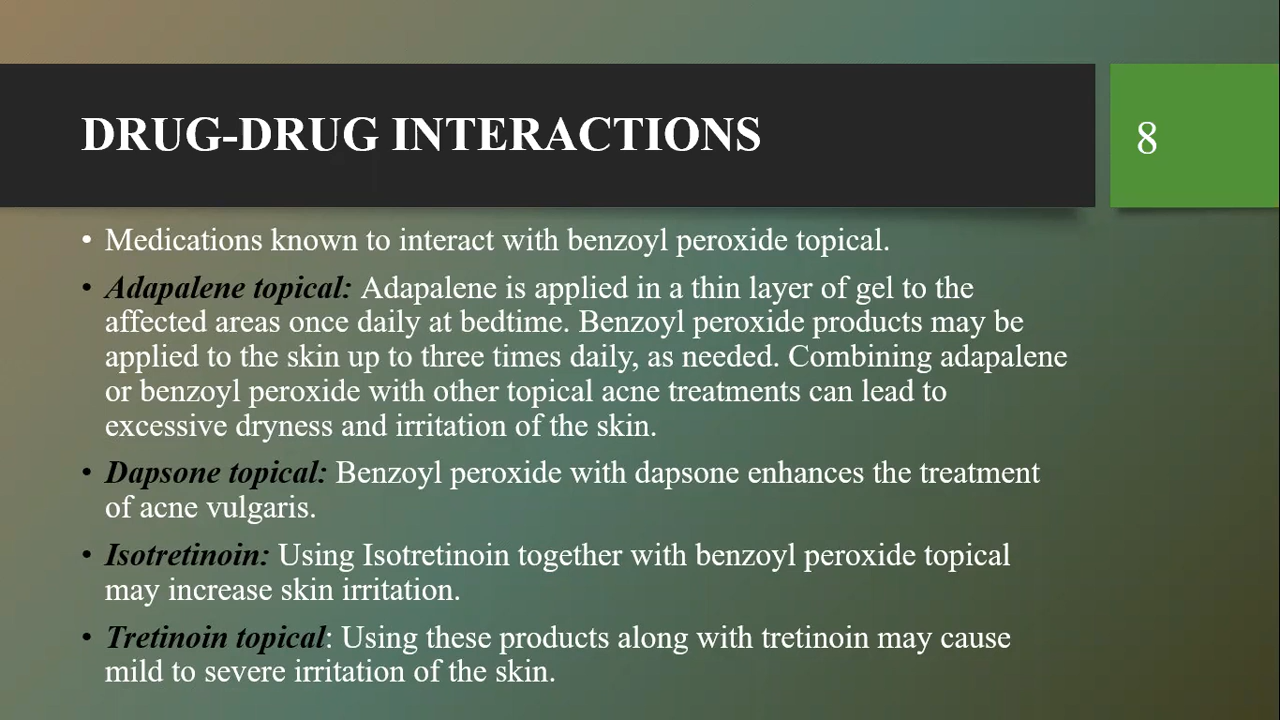 DRUG-DRUG INTERACTIONS
8
• Medications known to interact with benzoyl peroxide topical.
• Adapalene topical: Adapalene is applied in a thin layer of gel to the
affected areas once daily at bedtime. Benzoyl peroxide products may be
applied to the skin up to three times daily, as needed. Combining adapalene
or benzoyl peroxide with other topical acne treatments can lead to
excessive dryness and irritation of the skin.
• Dapsone topical: Benzoyl peroxide with dapsone enhances the treatment
of acne vulgaris.
• Isotretinoin: Using Isotretinoin together with benzoyl peroxide topical
may increase skin irritation.
• Tretinoin topical: Using these products along with tretinoin may cause
mild to severe irritation of the skin.